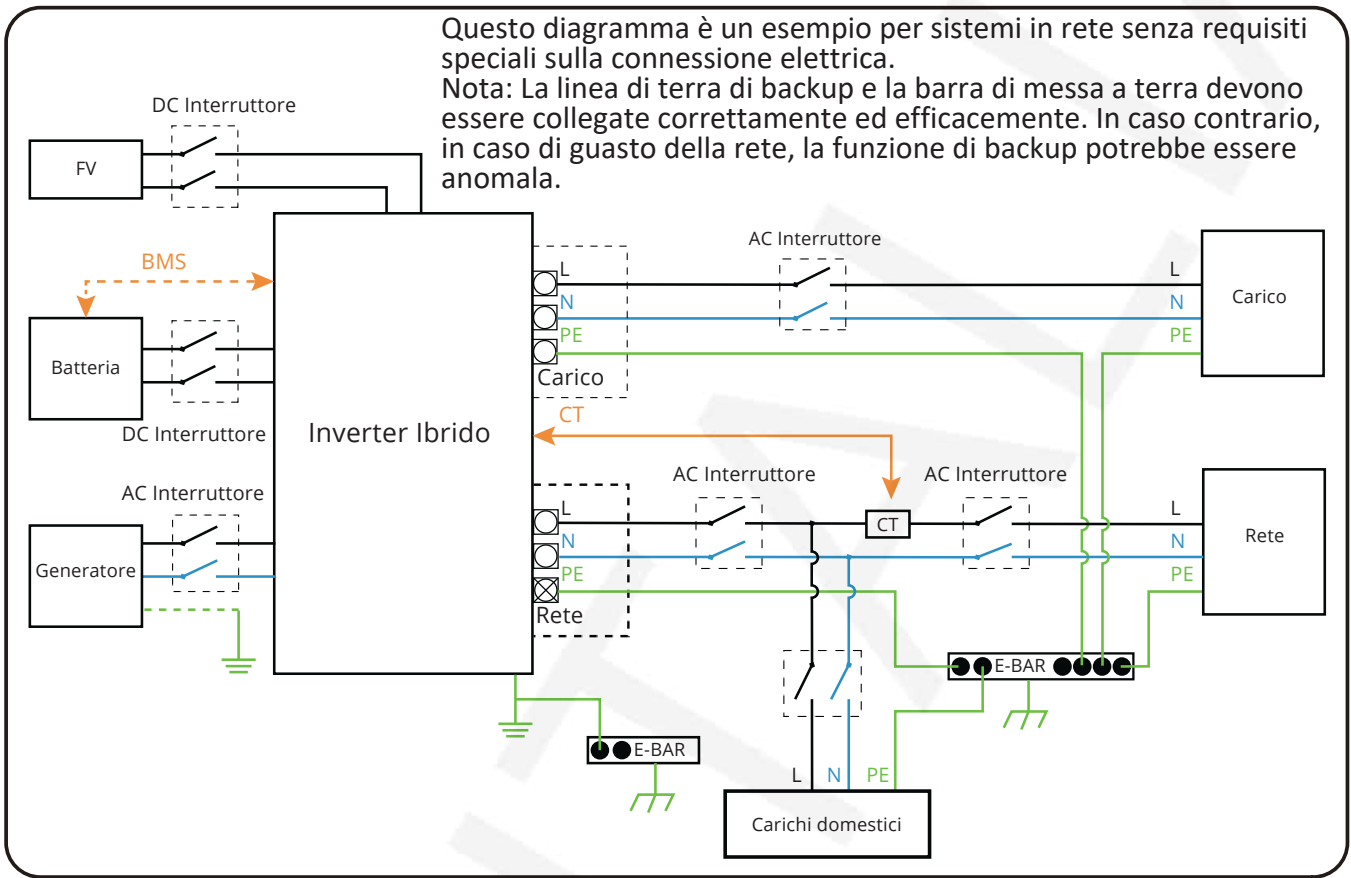 Questo diagramma è un esempio per sistemi in rete senza requisiti
speciali sulla connessione elettrica.
Nota: La linea di terra di backup e la barra di messa a terra devono
essere collegate correttamente ed efficacemente. In caso contrario,
in caso di guasto della rete, la funzione di backup potrebbe essere
anomala.
DC Interruttore
FV
BMS
Batteria
DC Interruttore
AC Interruttore
Generatore
Inverter Ibrido
L
N
PE
Carico
AC Interruttore
L
N
PE
Carico
CT
AC Interruttore
AC Interruttore
L
N
PE
Rete
CT
L
N
PE
Rete
E-BAR
E-BAR
L
N
PE
Carichi domestici